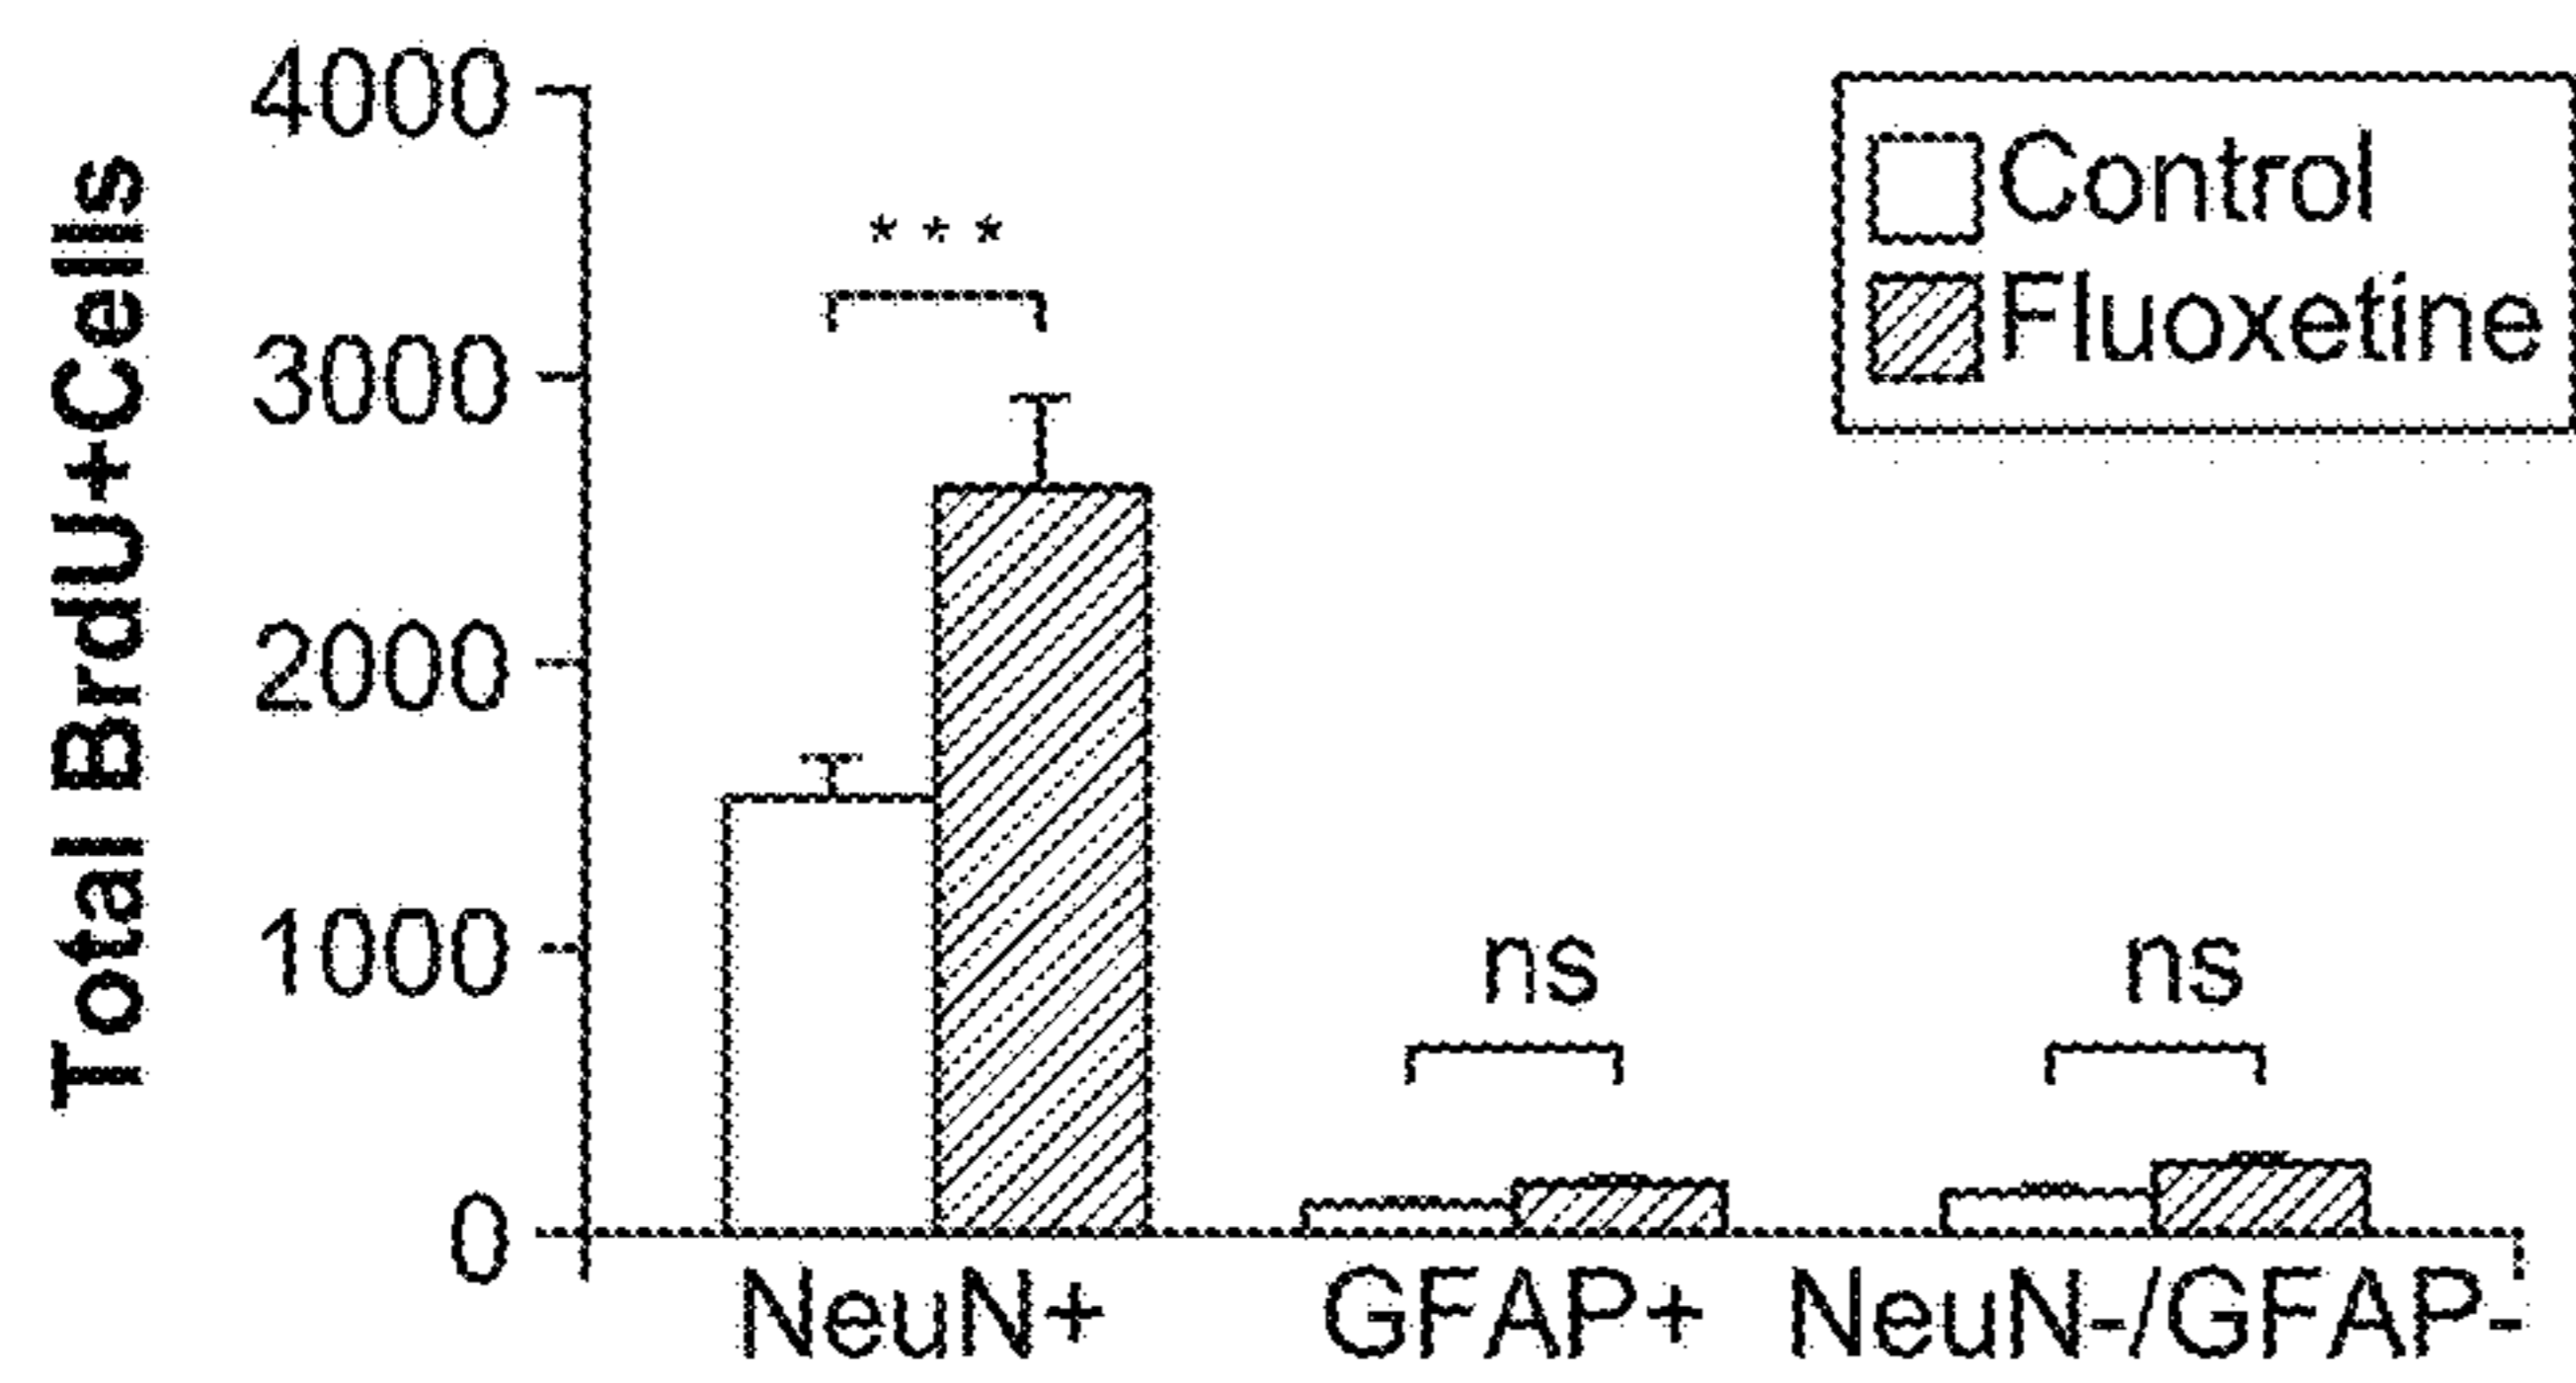 Total BrdU+Cells
4000
3000
2000
1000
0
***
ns
ns
Control
Fluoxetine
NeuN+
GFAP+
NeuN-/GFAP-